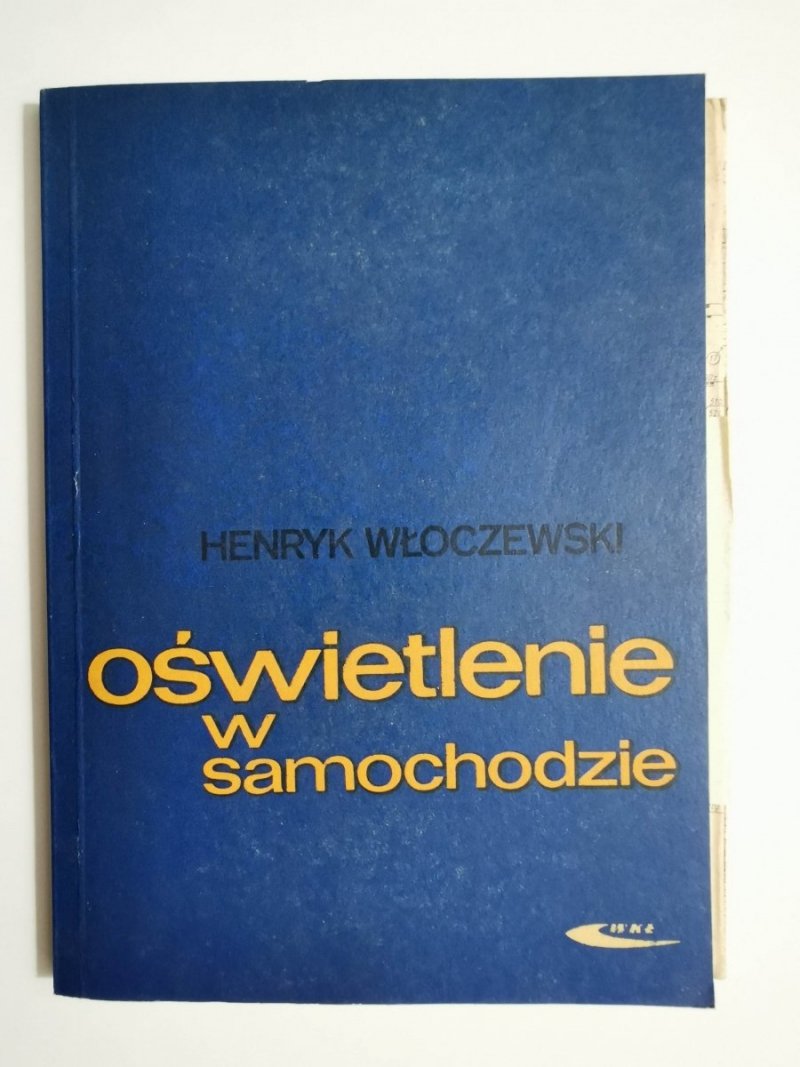 HENRYK WŁOCZEWSKI
oświetlenie
w
samochodzie
WKŁ